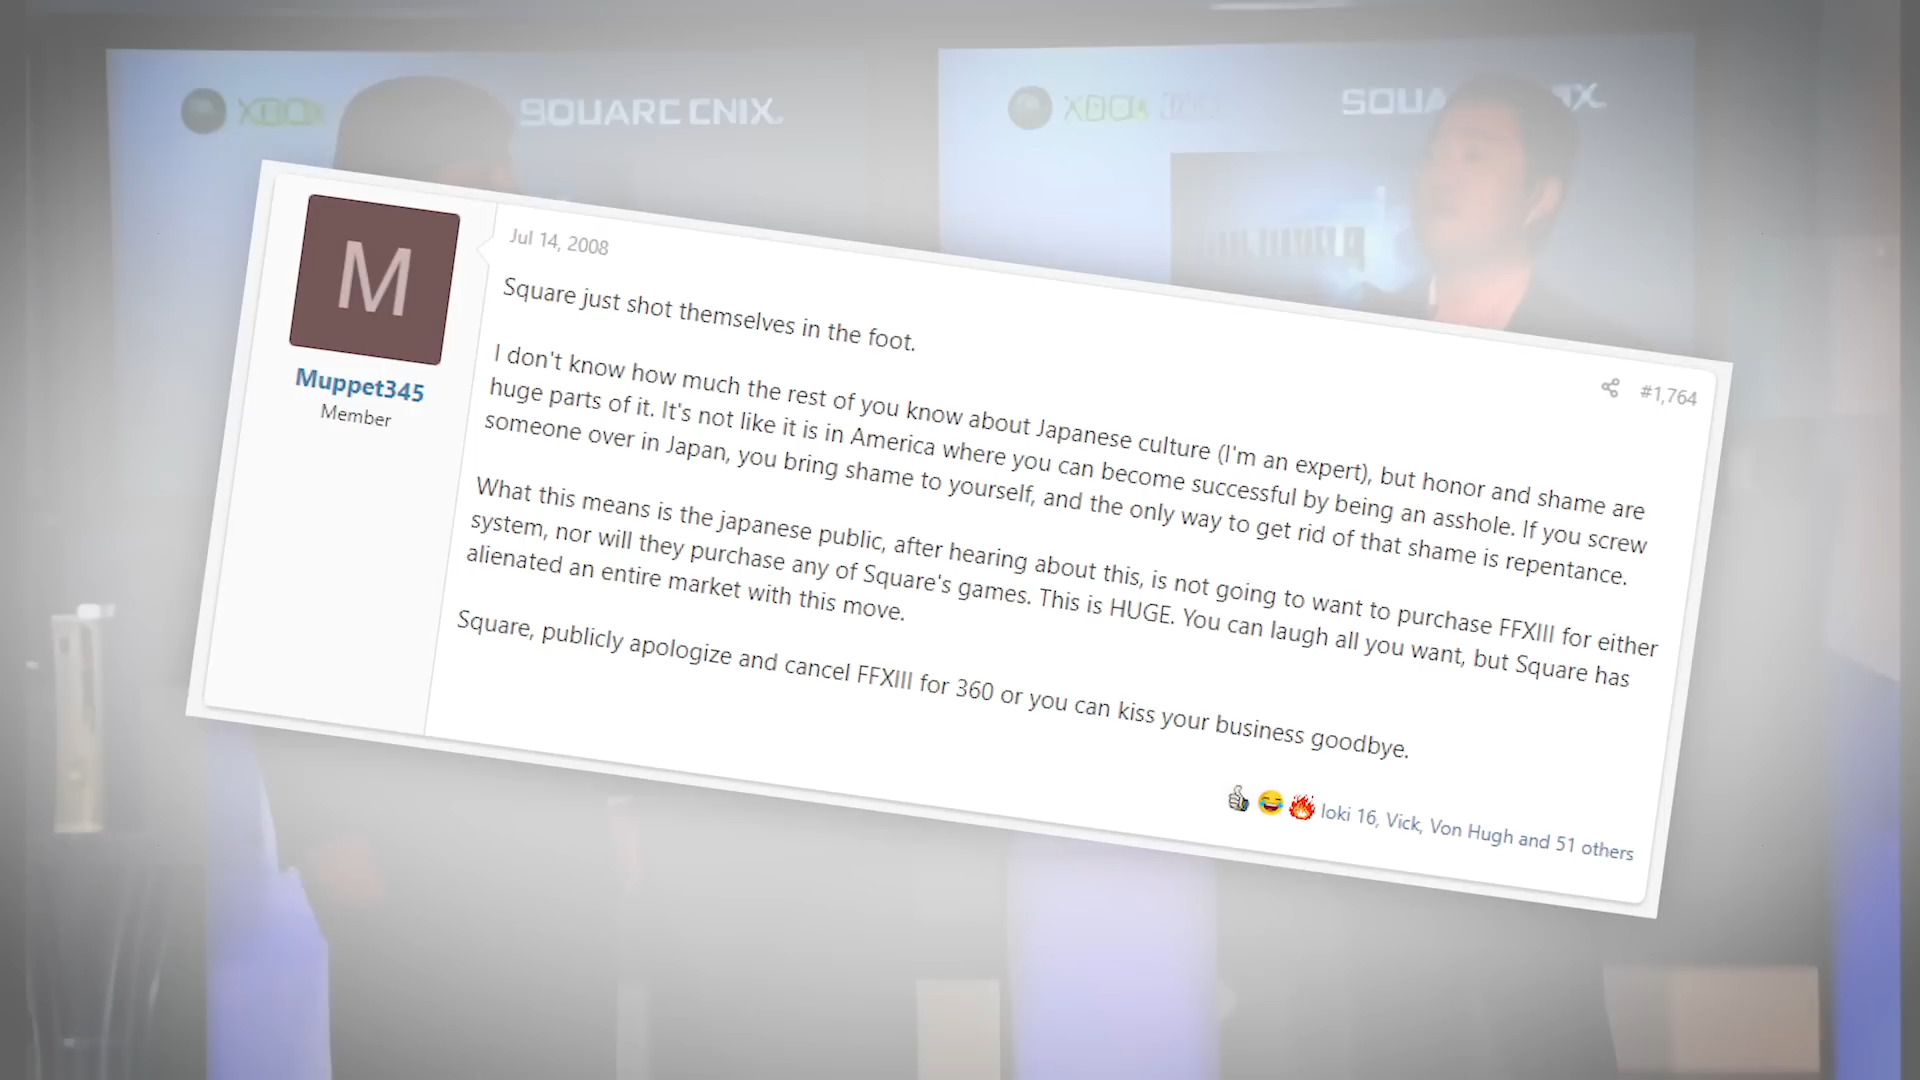 XBOX
SQUARE ENIX
XBOX
Jul 14, 2008
#1,764
M
Muppet345
Member
Square just shot themselves in the foot.
I don't know how much the rest of you know about Japanese culture (I'm an expert), but honor and shame are
huge parts of it. It's not like it is in America where you can become successful by being an asshole. If you screw
someone over in Japan, you bring shame to yourself, and the only way to get rid of that shame is repentance.
What this means is the japanese public, after hearing about this, is not going to want to purchase FFXIII for either
system, nor will they purchase any of Square's games. This is HUGE. You can laugh all you want, but Square has
alienated an entire market with this move.
Square, publicly apologize and cancel FFXIII for 360 or you can kiss your business goodbye.
loki 16, Vick, Von Hugh and 51 others